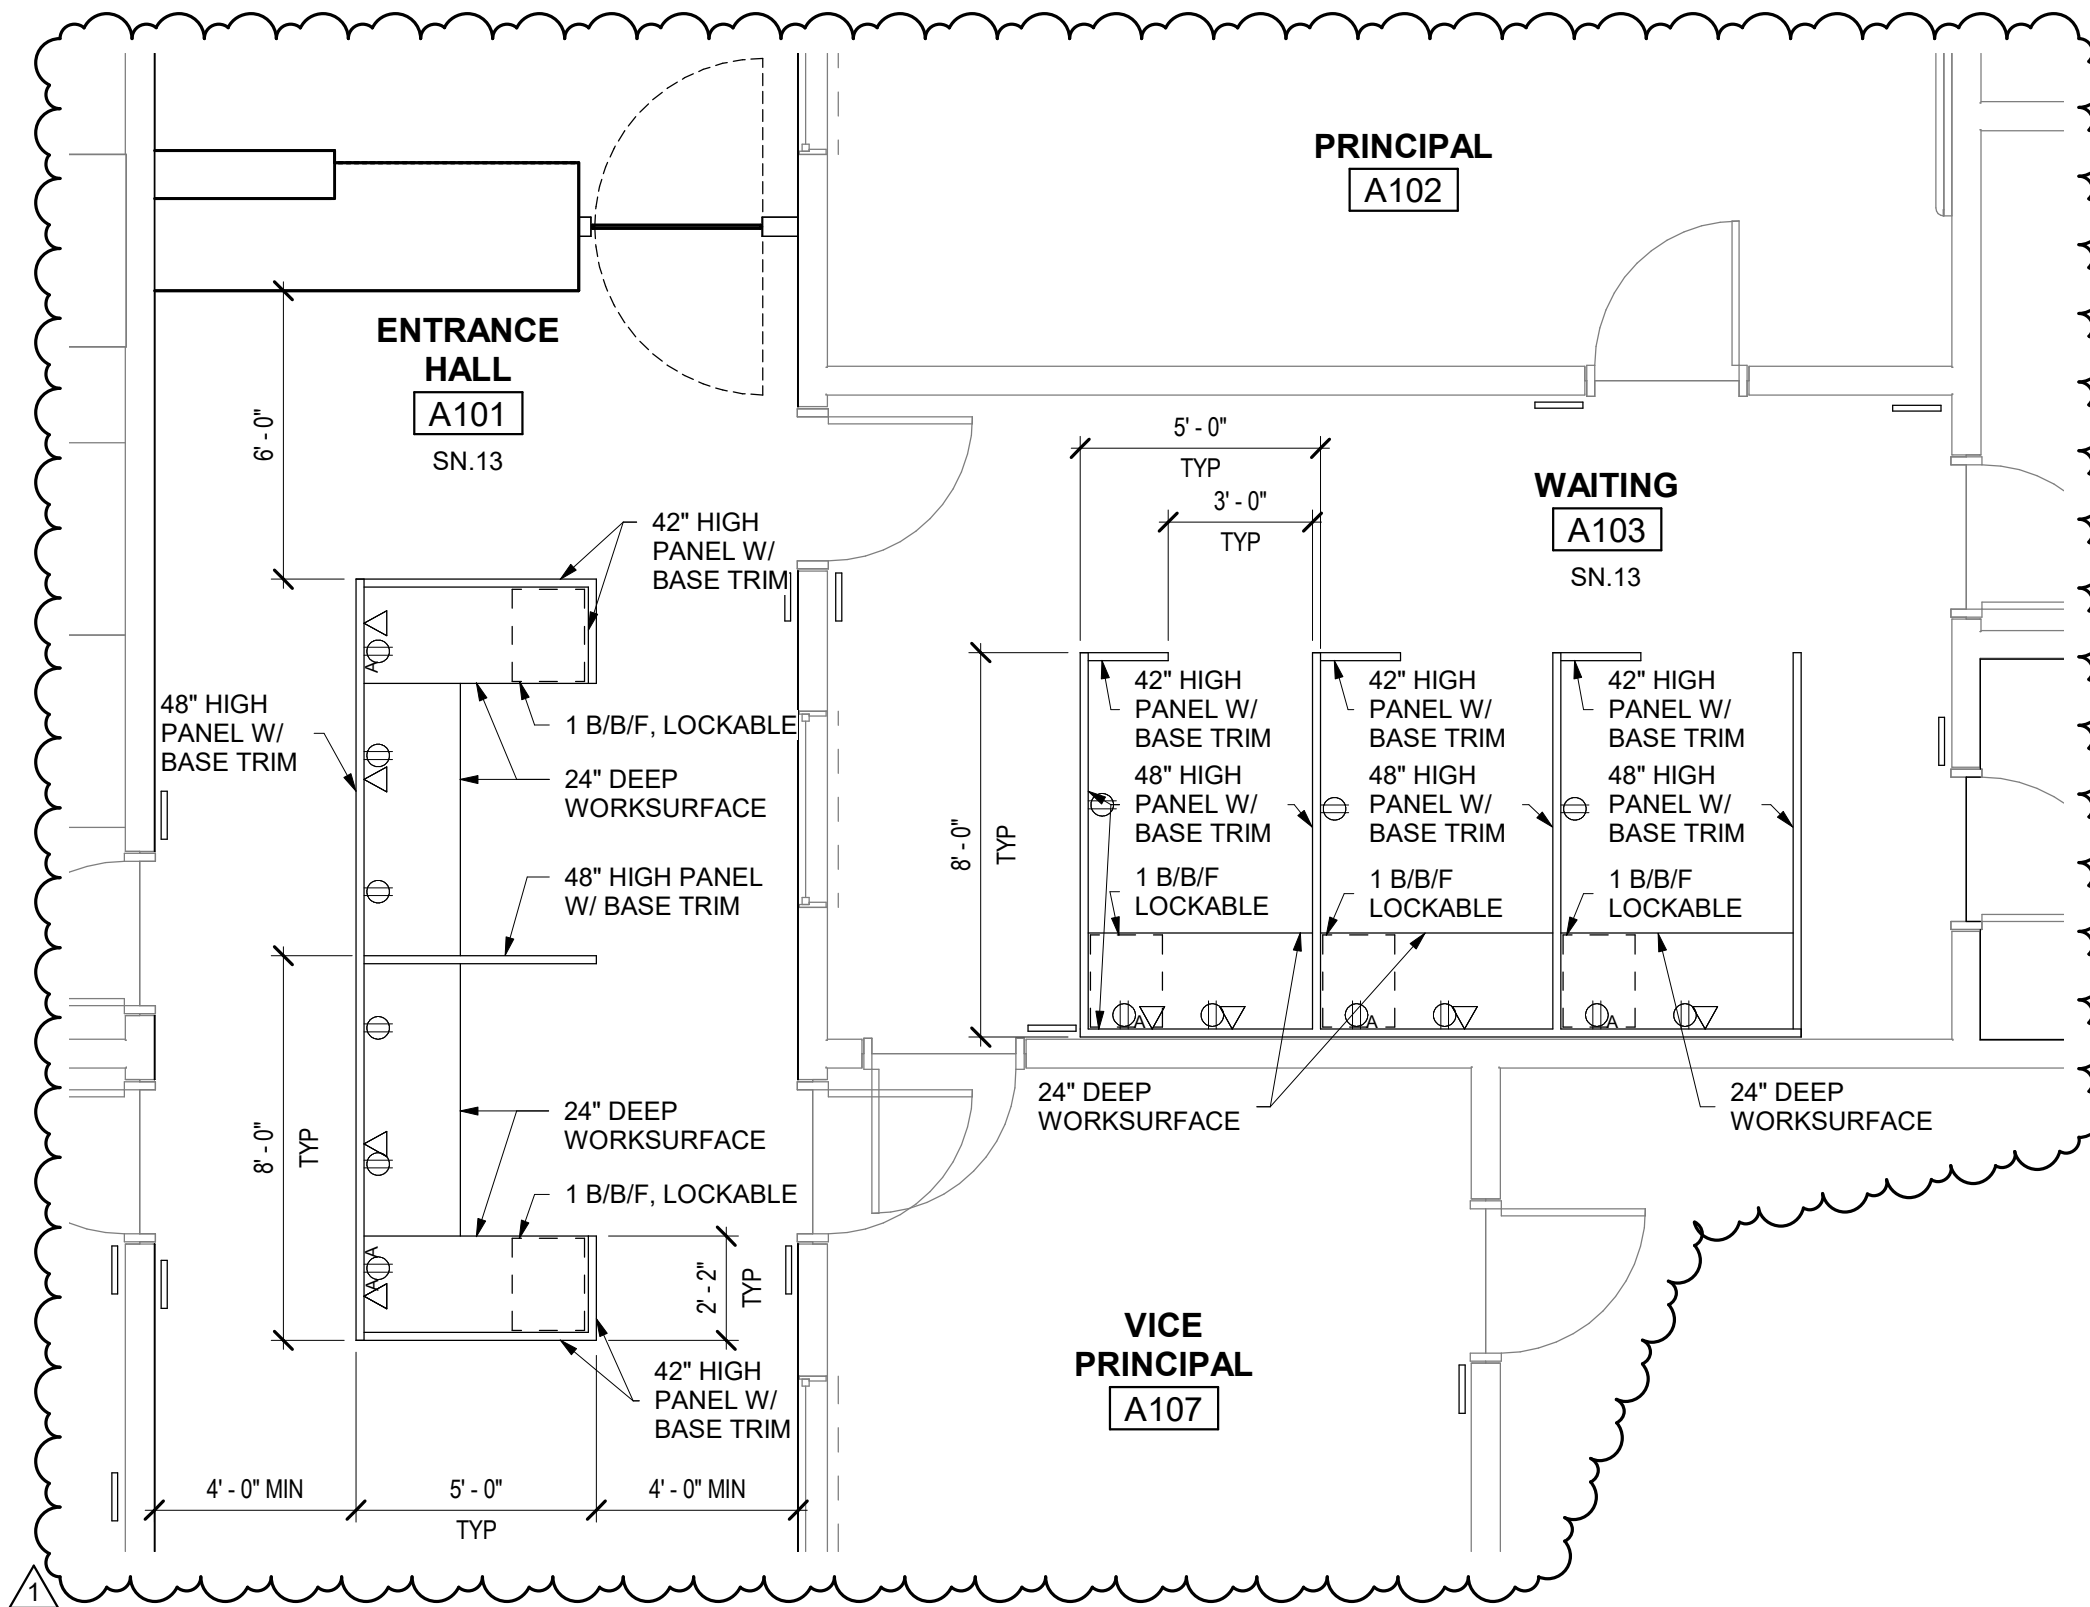 PRINCIPAL
A102
ENTRANCE
HALL
A101
SN.13
6' - 0"
5' - 0"
TYP
3' - 0"
TYP
WAITING
A103
SN.13
42" HIGH
PANEL W/
BASE TRIM
48" HIGH
PANEL W/
BASE TRIM
1 B/B/F, LOCKABLE
24" DEEP
WORKSURFACE
48" HIGH PANEL
W/ BASE TRIM
A
8' - 0"
TYP
42" HIGH
PANEL W/
BASE TRIM
42" HIGH
PANEL W/
BASE TRIM
42" HIGH
PANEL W/
BASE TRIM
48" HIGH
PANEL W/
BASE TRIM
48" HIGH
PANEL W/
BASE TRIM
48" HIGH
PANEL W/
BASE TRIM
1 B/B/F
LOCKABLE
1 B/B/F
LOCKABLE
1 B/B/F
LOCKABLE
A
A
A
24" DEEP
WORKSURFACE
24" DEEP
WORKSURFACE
8' - 0"
TYP
24" DEEP
WORKSURFACE
1 B/B/F, LOCKABLE
A
A
2' - 2"
TYP
42" HIGH
PANEL W/
BASE TRIM
VICE
PRINCIPAL
A107
4' - 0" MIN
5' - 0"
TYP
4' - 0" MIN
1